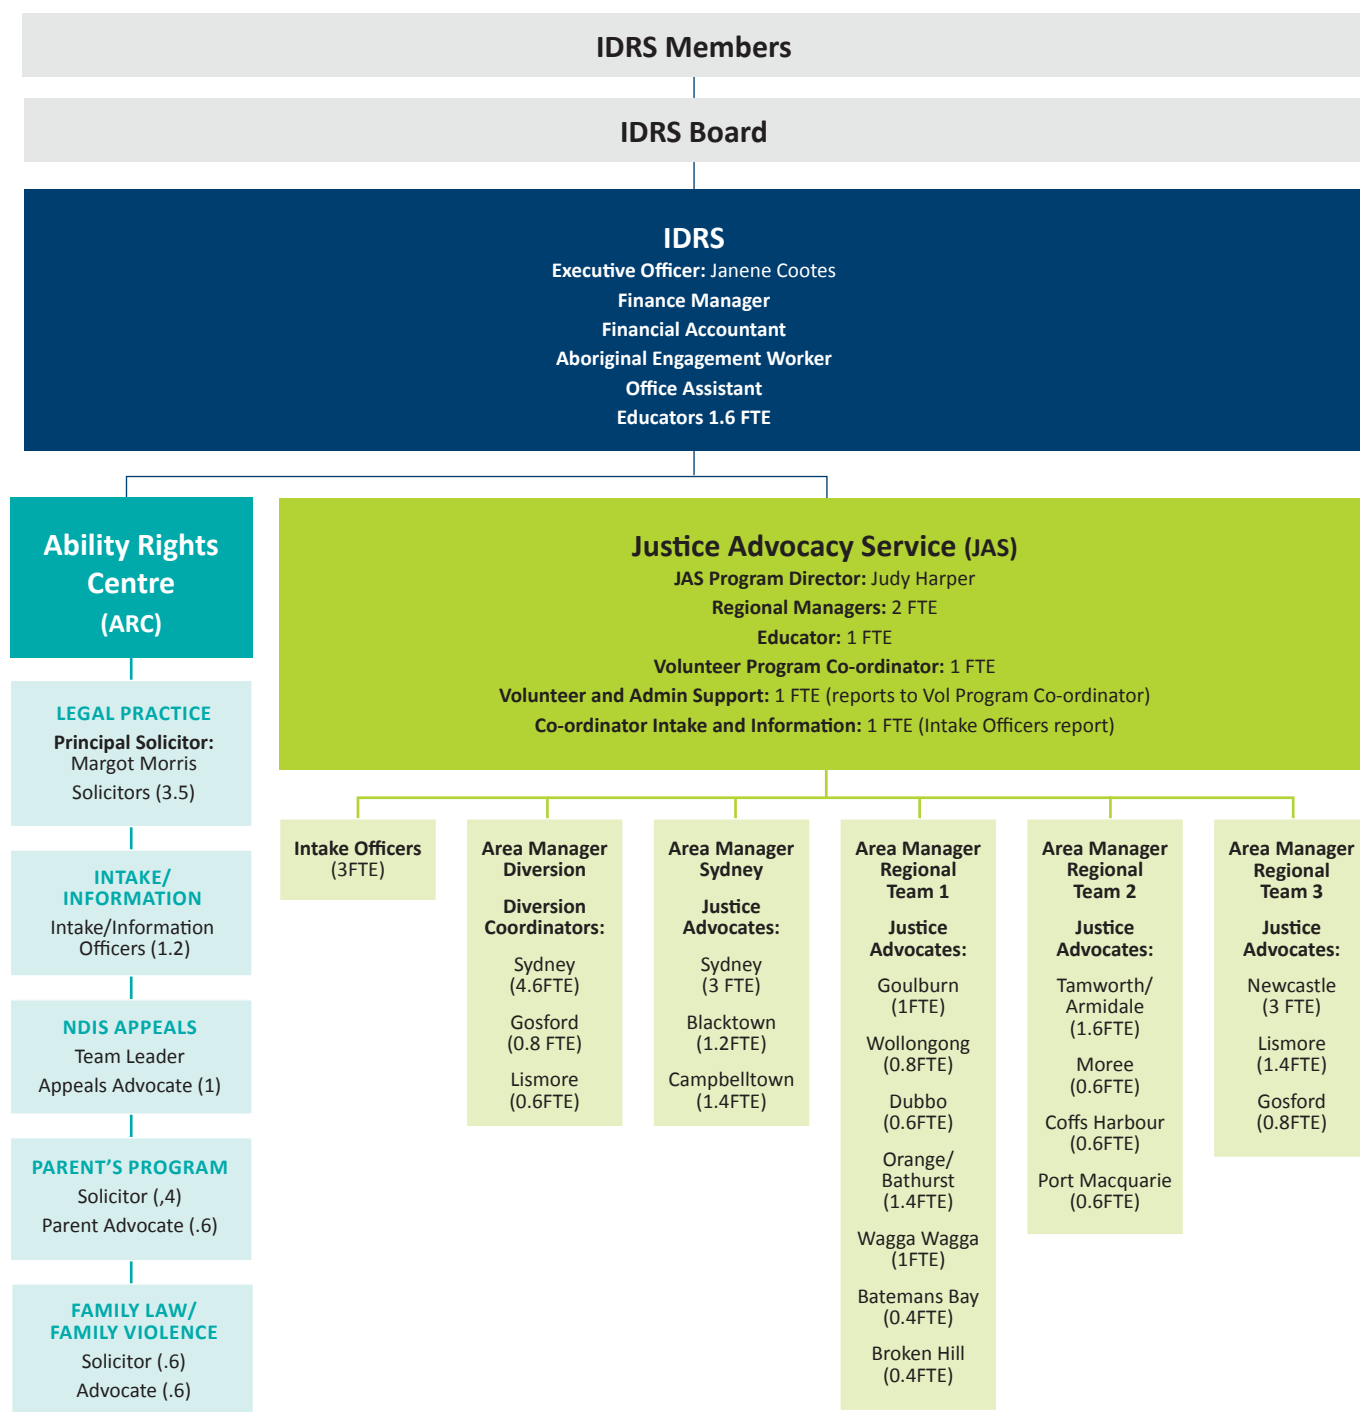 IDRS Members
IDRS Board
IDRS
Executive Officer: Janene Cootes
Finance Manager
Financial Accountant
Aboriginal Engagement Worker
Office Assistant
Educators 1.6 FTE
Ability Rights
Centre
(ARC)
LEGAL PRACTICE
Principal Solicitor:
Margot Morris
Solicitors (3.5)
INTAKE/
INFORMATION
Intake/Information
Officers (1.2)
NDIS APPEALS
Team Leader
Appeals Advocate (1)
PARENT'S PROGRAM
Solicitor (,4)
Parent Advocate (.6)
FAMILY LAW/
FAMILY VIOLENCE
Solicitor (.6)
Advocate (.6)
Justice Advocacy Service (JAS)
JAS Program Director: Judy Harper
Regional Managers: 2 FTE
Educator: 1 FTE
Volunteer Program Co-ordinator: 1 FTE
Volunteer and Admin Support: 1 FTE (reports to Vol Program Co-ordinator)
Co-ordinator Intake and Information: 1 FTE (Intake Officers report)
Intake Officers
(3FTE)
Area Manager
Diversion
Diversion
Coordinators:
Sydney
(4.6FTE)
Gosford
(0.8 FTE)
Lismore
(0.6FTE)
Area Manager
Sydney
Justice
Advocates:
Sydney
(3 FTE)
Blacktown
(1.2FTE)
Campbelltown
(1.4FTE)
Area Manager
Regional
Team 1
Justice
Advocates:
Goulburn
(1FTE)
Wollongong
(0.8FTE)
Dubbo
(0.6FTE)
Orange/
Bathurst
(1.4FTE)
Wagga Wagga
(1FTE)
Batemans Bay
(0.4FTE)
Broken Hill
(0.4FTE)
Area Manager
Regional
Team 2
Justice
Advocates:
Tamworth/
Armidale
(1.6FTE)
Moree
(0.6FTE)
Coffs Harbour
(0.6FTE)
Port Macquarie
(0.6FTE)
Area Manager
Regional
Team 3
Justice
Advocates:
Newcastle
(3 FTE)
Lismore
(1.4FTE)
Gosford
(0.8FTE)